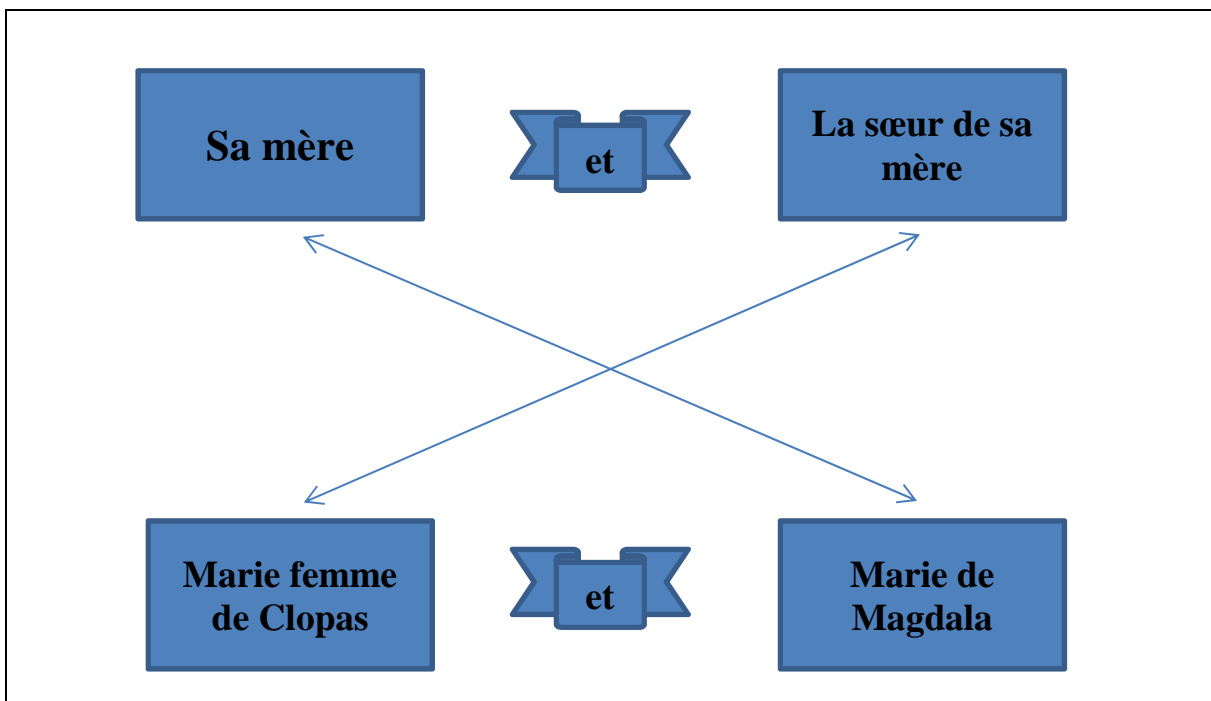 Sa mère
et
La sœur de sa
mère
Marie femme
de Clopas
et
Marie de
Magdala